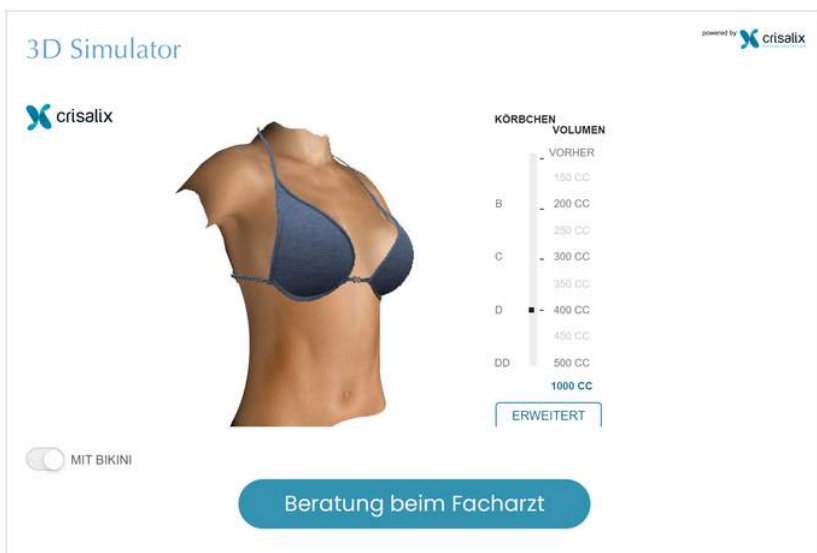 3D Simulator
powered by crisalix
crisalix
KÖRBCHEN
VOLUMEN
VORHER
150 CC
B 200 CC
250 CC
C 300 CC
350 CC
D 400 CC
450 CC
DD 500 CC
1000 CC
ERWEITERT
MIT BIKINI
Beratung beim Facharzt